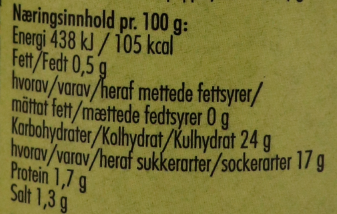 Næringsinnhold pr. 100 g:
Energi 438 kJ / 105 kcal
Fett/Fedt 0,5 g
hvorav/varav/heraf mettede fettsyrer/
mättat fett/mættede fedtsyrer 0 g
Karbohydrater/Kolhydrat/Kulhydrat 24 g
hvorav/varav/heraf sukkerarter/sockerarter 17 g
Protein 1,7 g
Salt 1,3 g